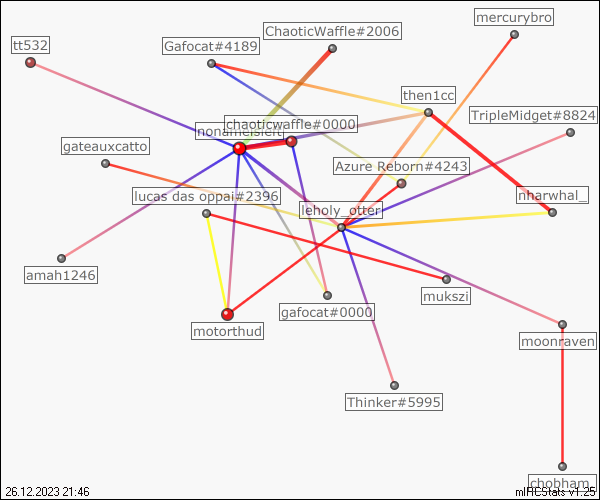 mercurybro
ChaoticWaffle#2006
tt532
Gafocat#4189
then1cc
TripleMidget#8824
chaoticwaffle#0000
gateauxcatto
Azure Reborn#4243
lucas das oppai#2396
nharwhal_
leholy_otter
amah1246
mukszi
gafocat#0000
motorthud
moonraven
Thinker#5995
chobham_
26.12.2023 21:46
mIRCStats v1.25